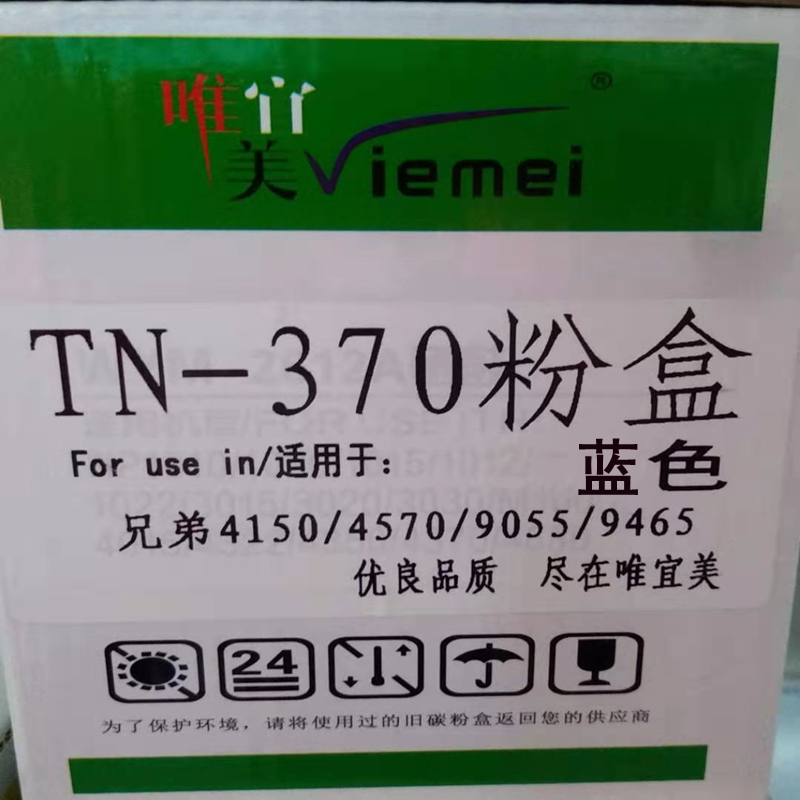 唯宜
美Viemei®
TN-370粉盒
For use in/适用于:
蓝色
兄弟4150/4570/9055/9465
优良品质 尽在唯宜美
24
为了保护环境,请将使用过的旧碳粉盒返回您的供应商